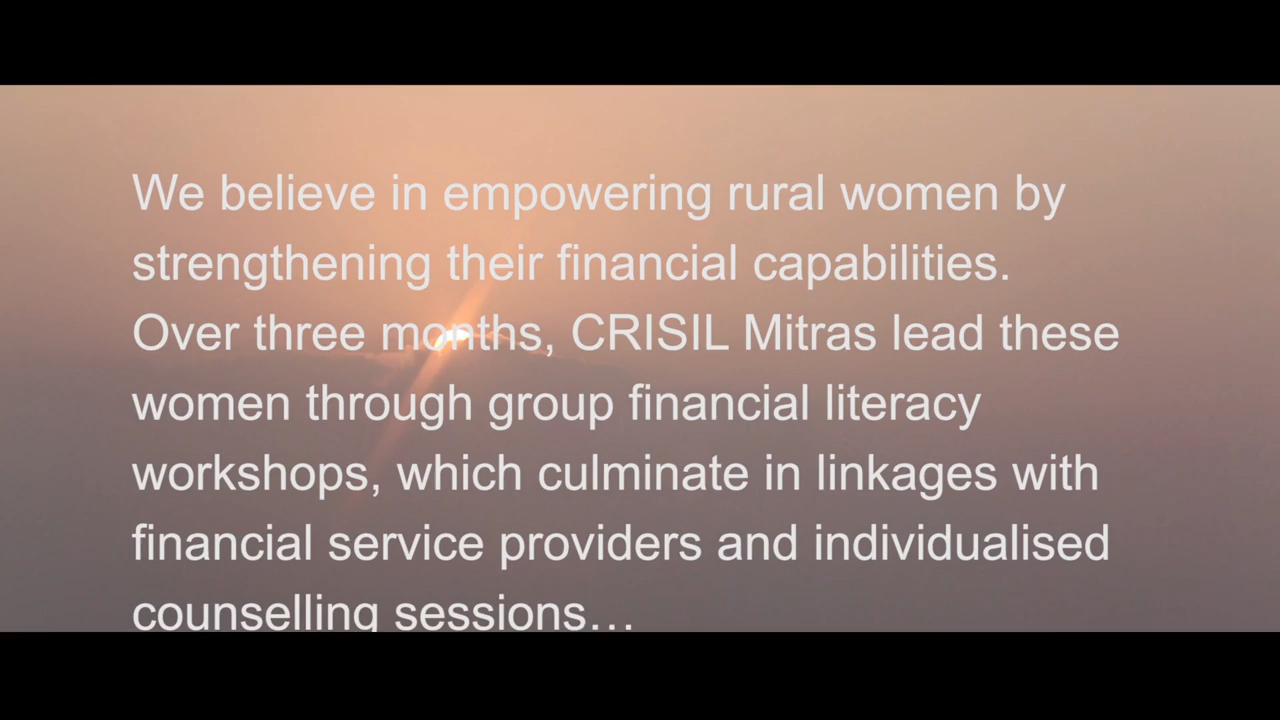 We believe in empowering rural women by
strengthening their financial capabilities.
Over three months, CRISIL Mitras lead these
women through group financial literacy
workshops, which culminate in linkages with
financial service providers and individualised
counselling sessions…